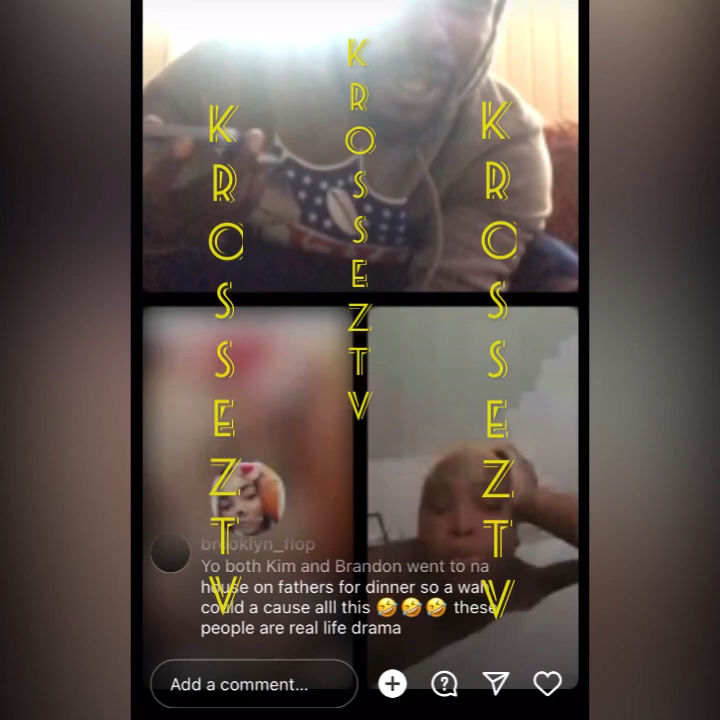 KROSSEZTV
KROSSEZTV
KROSSEZTV
brooklyn_flop
Yo both Kim and Brandon went to na
house on fathers for dinner so a wah
could a cause alll this 🤣🤣🤣 these
people are real life drama
Add a comment...